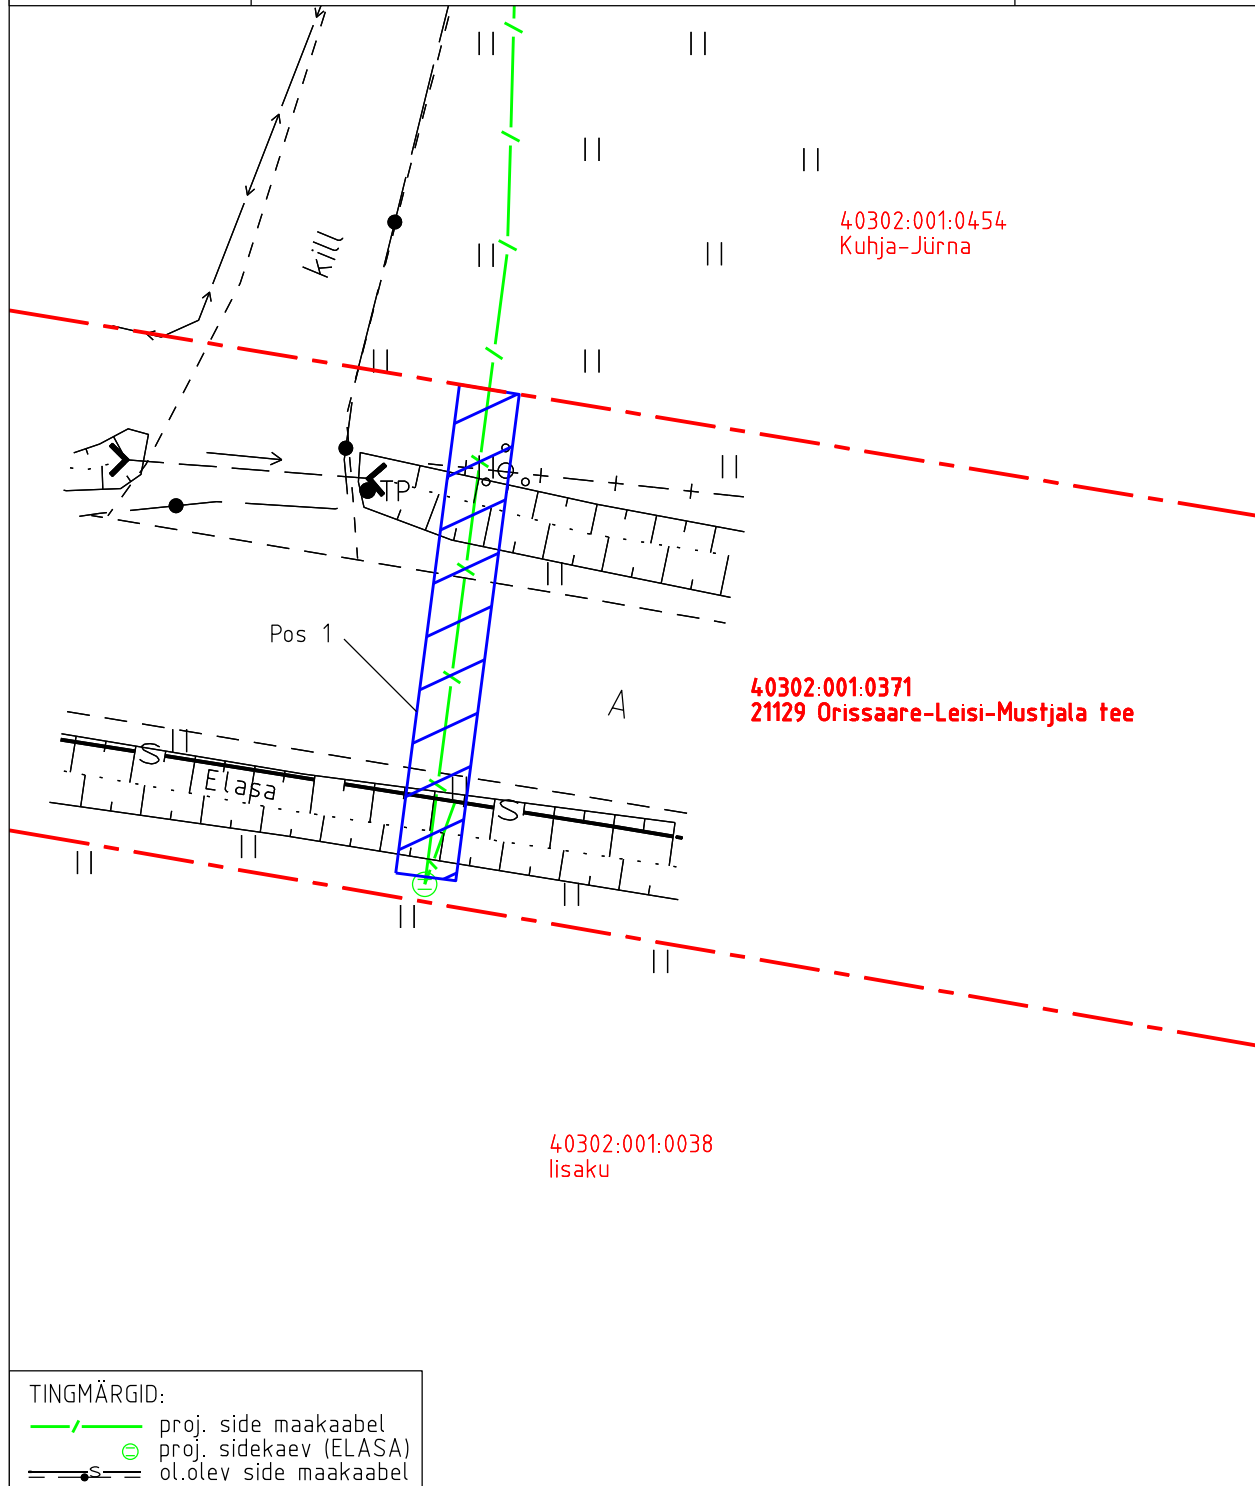 40302:001:0454
Kuhja-Jürna
kill
TP
Pos 1
A
40302:001:0371
21129 Orissaare-Leisi-Mustjala tee
S
Elasa
S
40302:001:0038
Iisaku
TINGMÄRGID:
proj. side maakaabel
proj. sidekaev (ELASA)
S
ol.olev side maakaabel